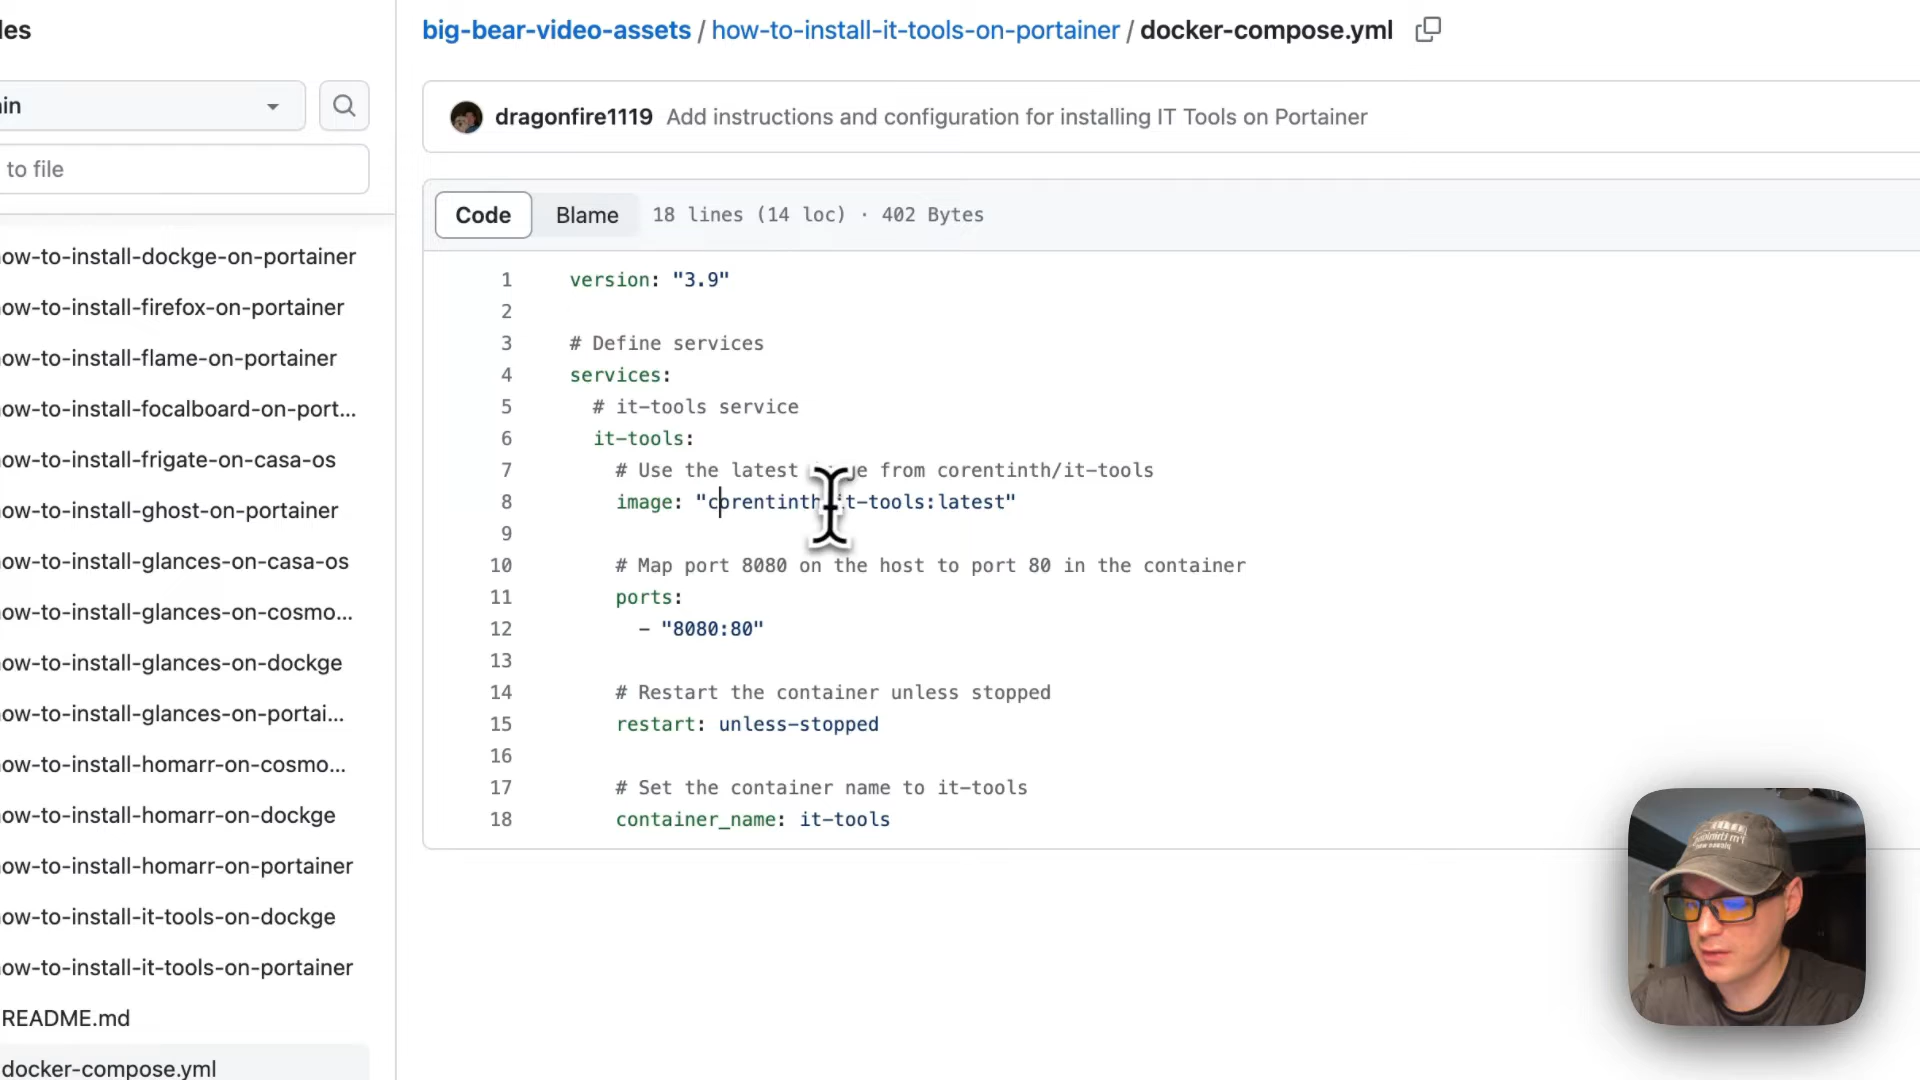 les
big-bear-video-assets / how-to-install-it-tools-on-portainer / docker-compose.yml
in
dragonfire1119 Add instructions and configuration for installing IT Tools on Portainer
to file
Code Blame 18 lines (14 loc) · 402 Bytes
ow-to-install-dockge-on-portainer
ow-to-install-firefox-on-portainer
ow-to-install-flame-on-portainer
ow-to-install-focalboard-on-port...
ow-to-install-frigate-on-casa-os
ow-to-install-ghost-on-portainer
ow-to-install-glances-on-casa-os
ow-to-install-glances-on-cosmo...
ow-to-install-glances-on-dockge
ow-to-install-glances-on-portai...
ow-to-install-homarr-on-cosmo...
ow-to-install-homarr-on-dockge
ow-to-install-homarr-on-portainer
ow-to-install-it-tools-on-dockge
ow-to-install-it-tools-on-portainer
README.md
docker-compose.yml
1 version: "3.9"
2
3 # Define services
4 services:
5 # it-tools service
6 it-tools:
7 # Use the latest from corentinth/it-tools
8 image: "corentinth it-tools:latest"
9
10 # Map port 8080 on the host to port 80 in the container
11 ports:
12 - "8080:80"
13
14 # Restart the container unless stopped
15 restart: unless-stopped
16
17 # Set the container name to it-tools
18 container_name: it-tools